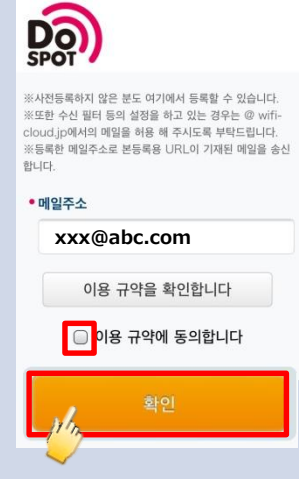 Do
SPOT
※사전등록하지 않은 분도 여기에서 등록할 수 있습니다.
※또한 수신 필터 등의 설정을 하고 있는 경우는 @ wifi-
cloud.jp에서의 메일을 허용 해 주시도록 부탁드립니다.
※등록한 메일주소로 본등록용 URL이 기재된 메일을 송신
합니다.
• 메일주소
xxx@abc.com
이용 규약을 확인합니다
이용 규약에 동의합니다
확인